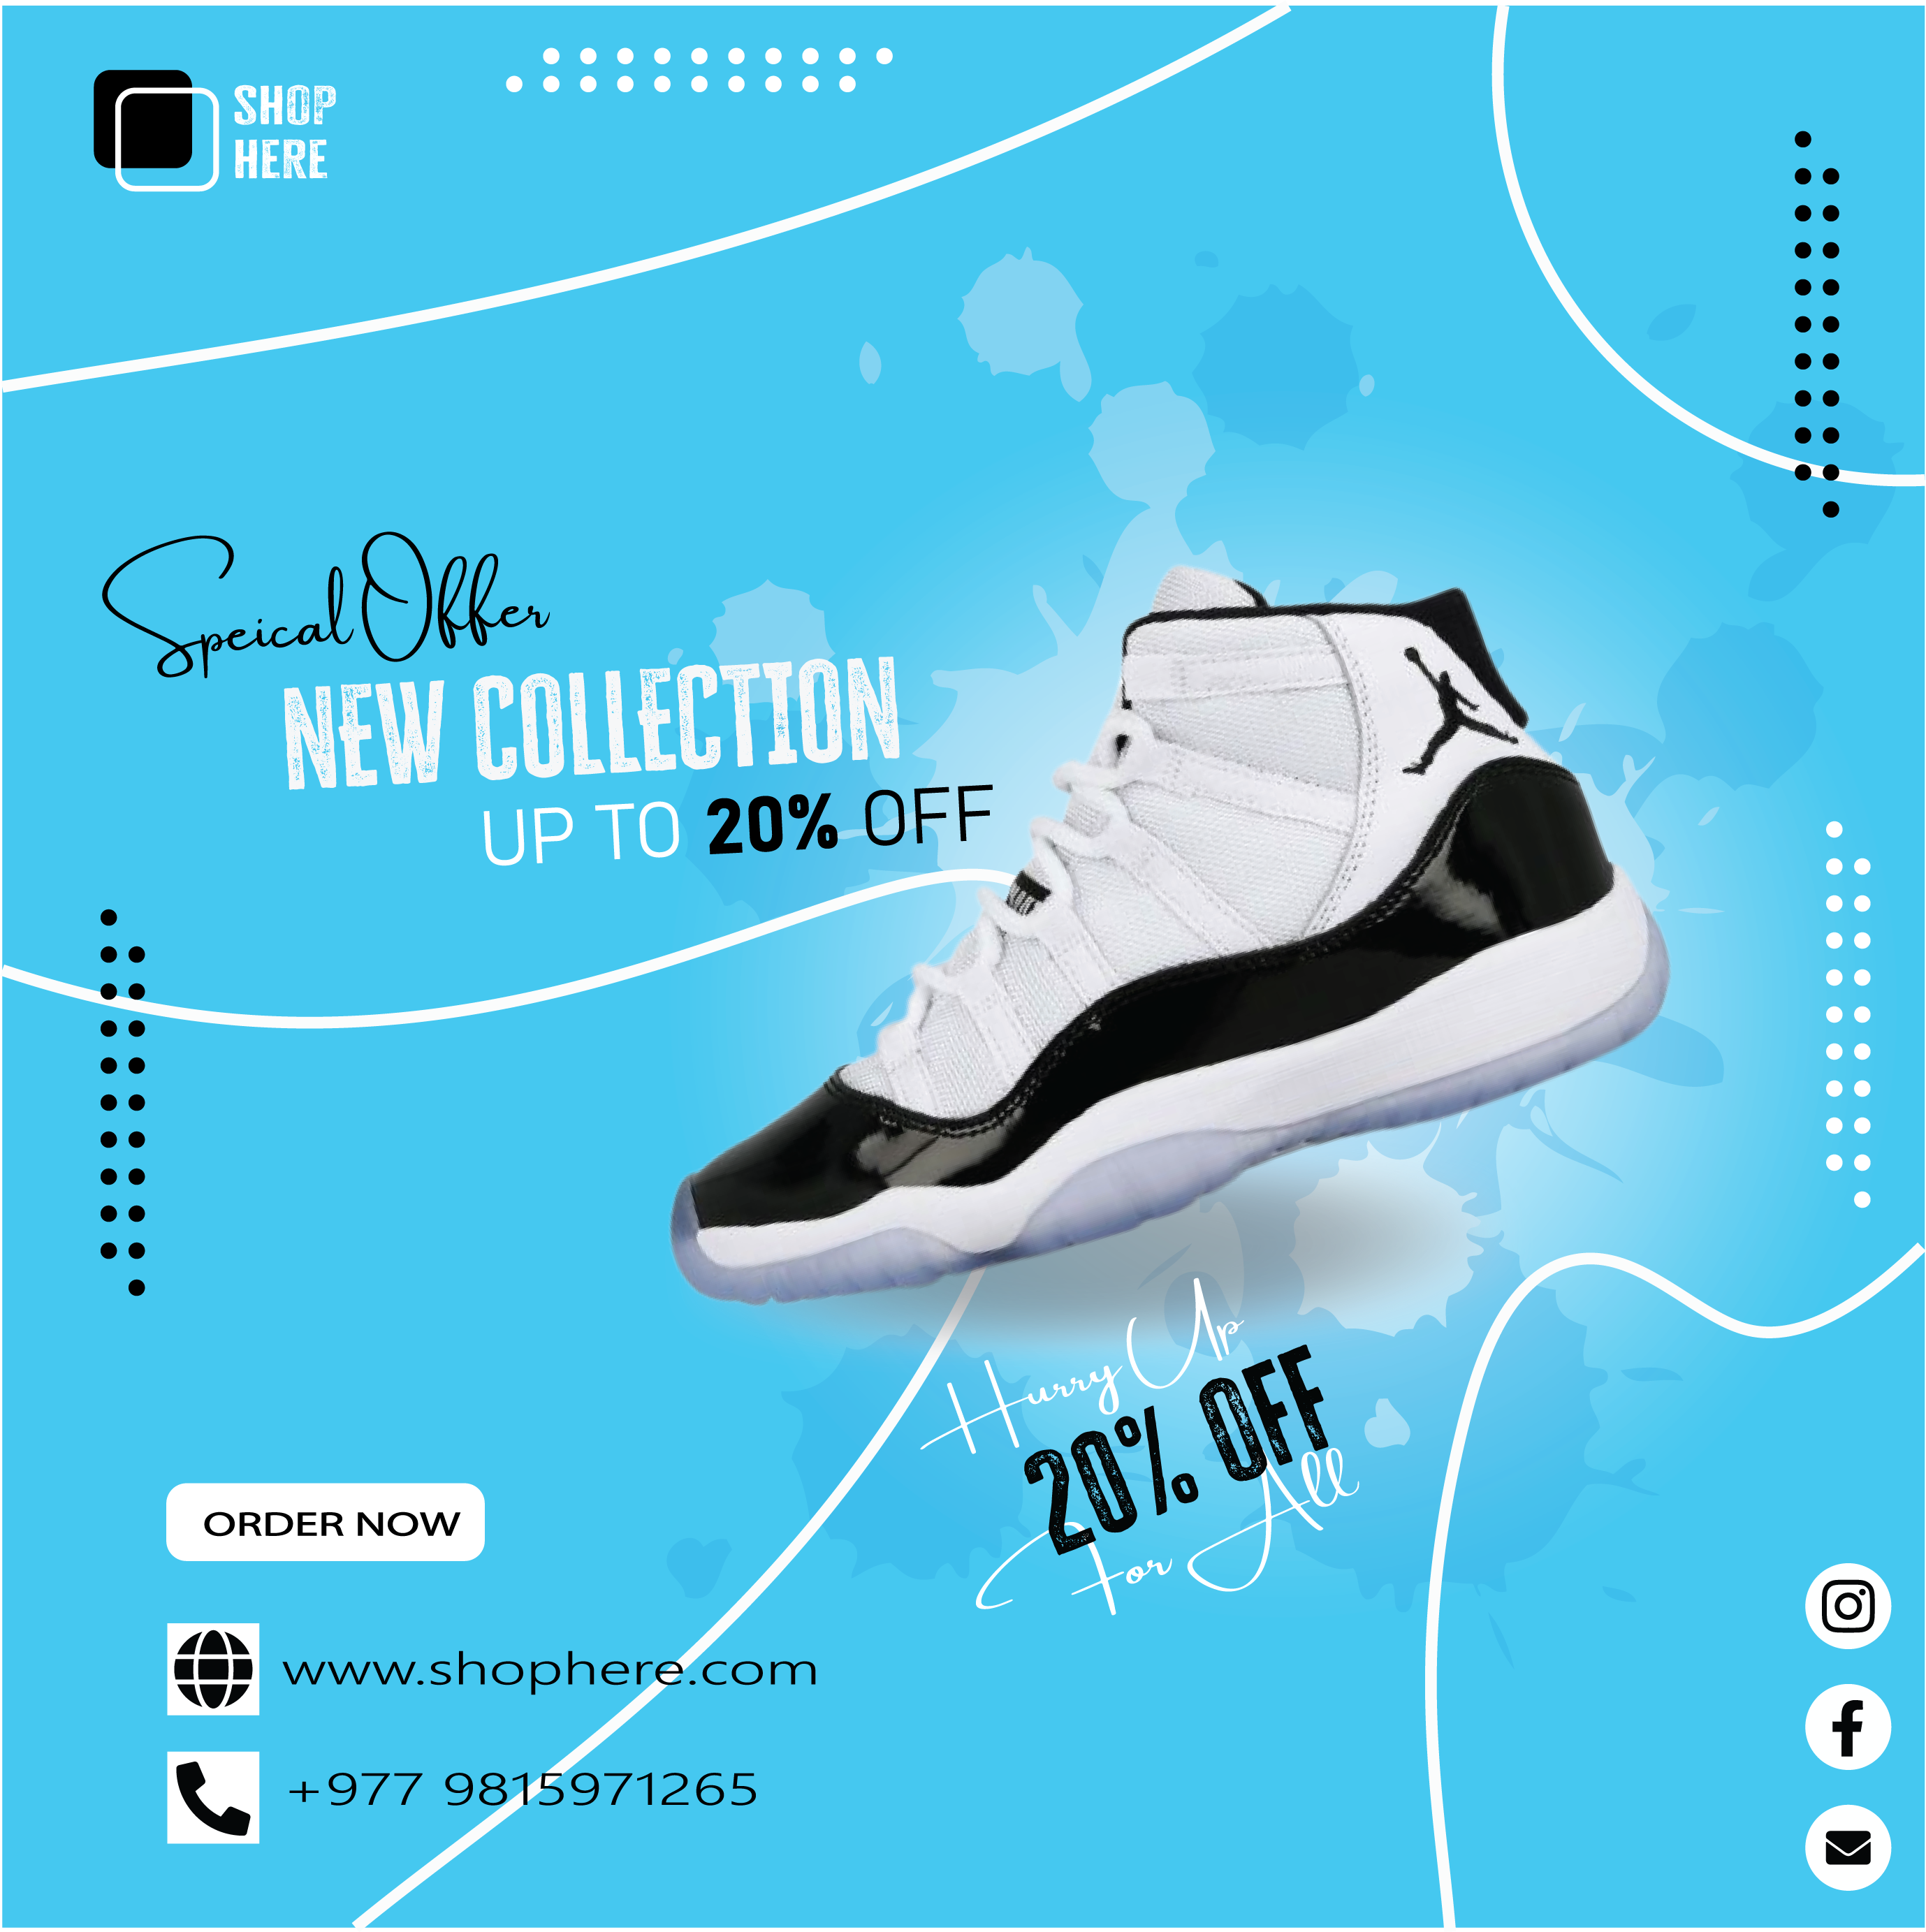 SHOP
HERE
Speical Offer
NEW COLLECTION
UP TO 20% OFF
Hurry Up
20% OFF
For All
ORDER NOW
www.shophere.com
+977 9815971265